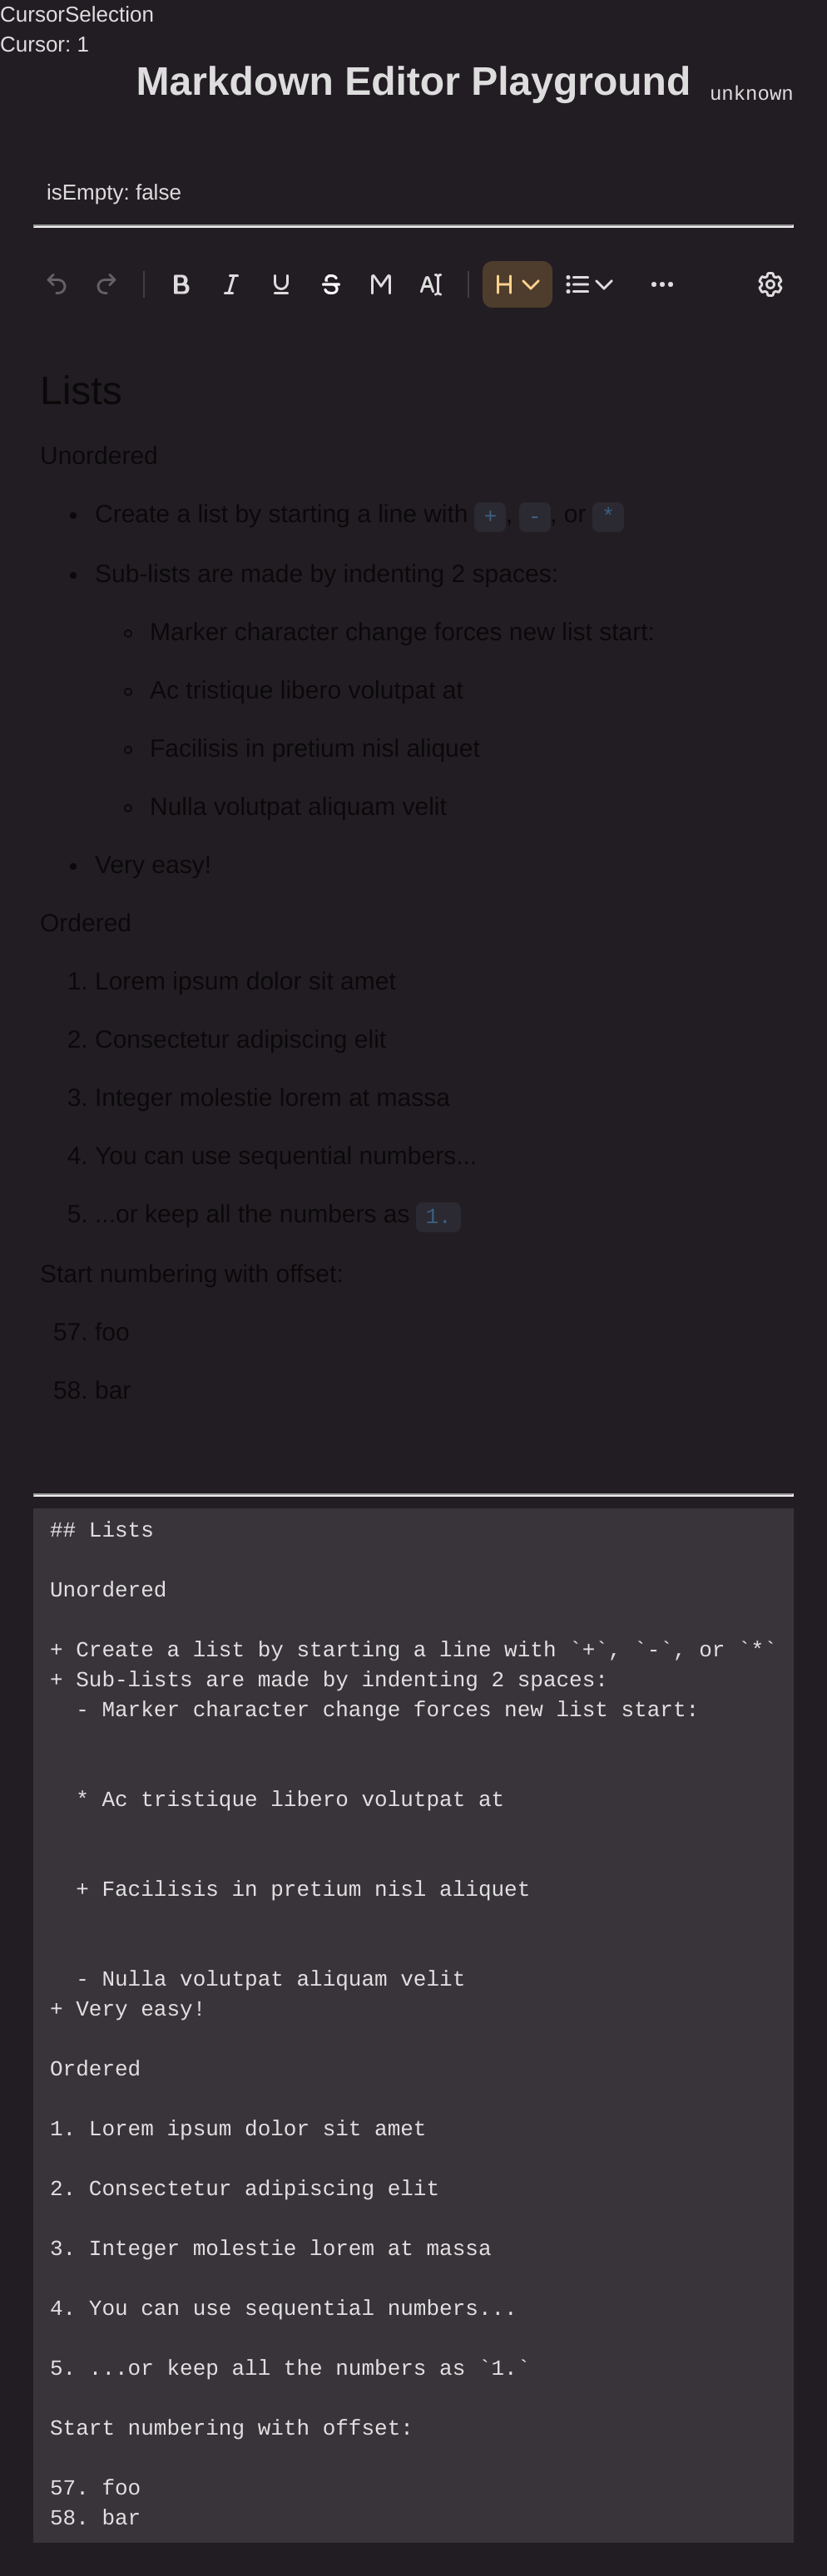 CursorSelection
Cursor: 1
Markdown Editor Playground unknown
isEmpty: false
B I U S M AI H
Lists
Unordered
• Create a list by starting a line with +, -, or *
• Sub-lists are made by indenting 2 spaces:
◦ Marker character change forces new list start:
◦ Ac tristique libero volutpat at
◦ Facilisis in pretium nisl aliquet
◦ Nulla volutpat aliquam velit
• Very easy!
Ordered
1. Lorem ipsum dolor sit amet
2. Consectetur adipiscing elit
3. Integer molestie lorem at massa
4. You can use sequential numbers...
5. ...or keep all the numbers as 1.
Start numbering with offset:
57. foo
58. bar
## Lists
Unordered
+ Create a list by starting a line with `+`, `-`, or `*`
+ Sub-lists are made by indenting 2 spaces:
  - Marker character change forces new list start:
  * Ac tristique libero volutpat at
  + Facilisis in pretium nisl aliquet
  - Nulla volutpat aliquam velit
+ Very easy!
Ordered
1. Lorem ipsum dolor sit amet
2. Consectetur adipiscing elit
3. Integer molestie lorem at massa
4. You can use sequential numbers...
5. ...or keep all the numbers as `1.`
Start numbering with offset:
57. foo
58. bar